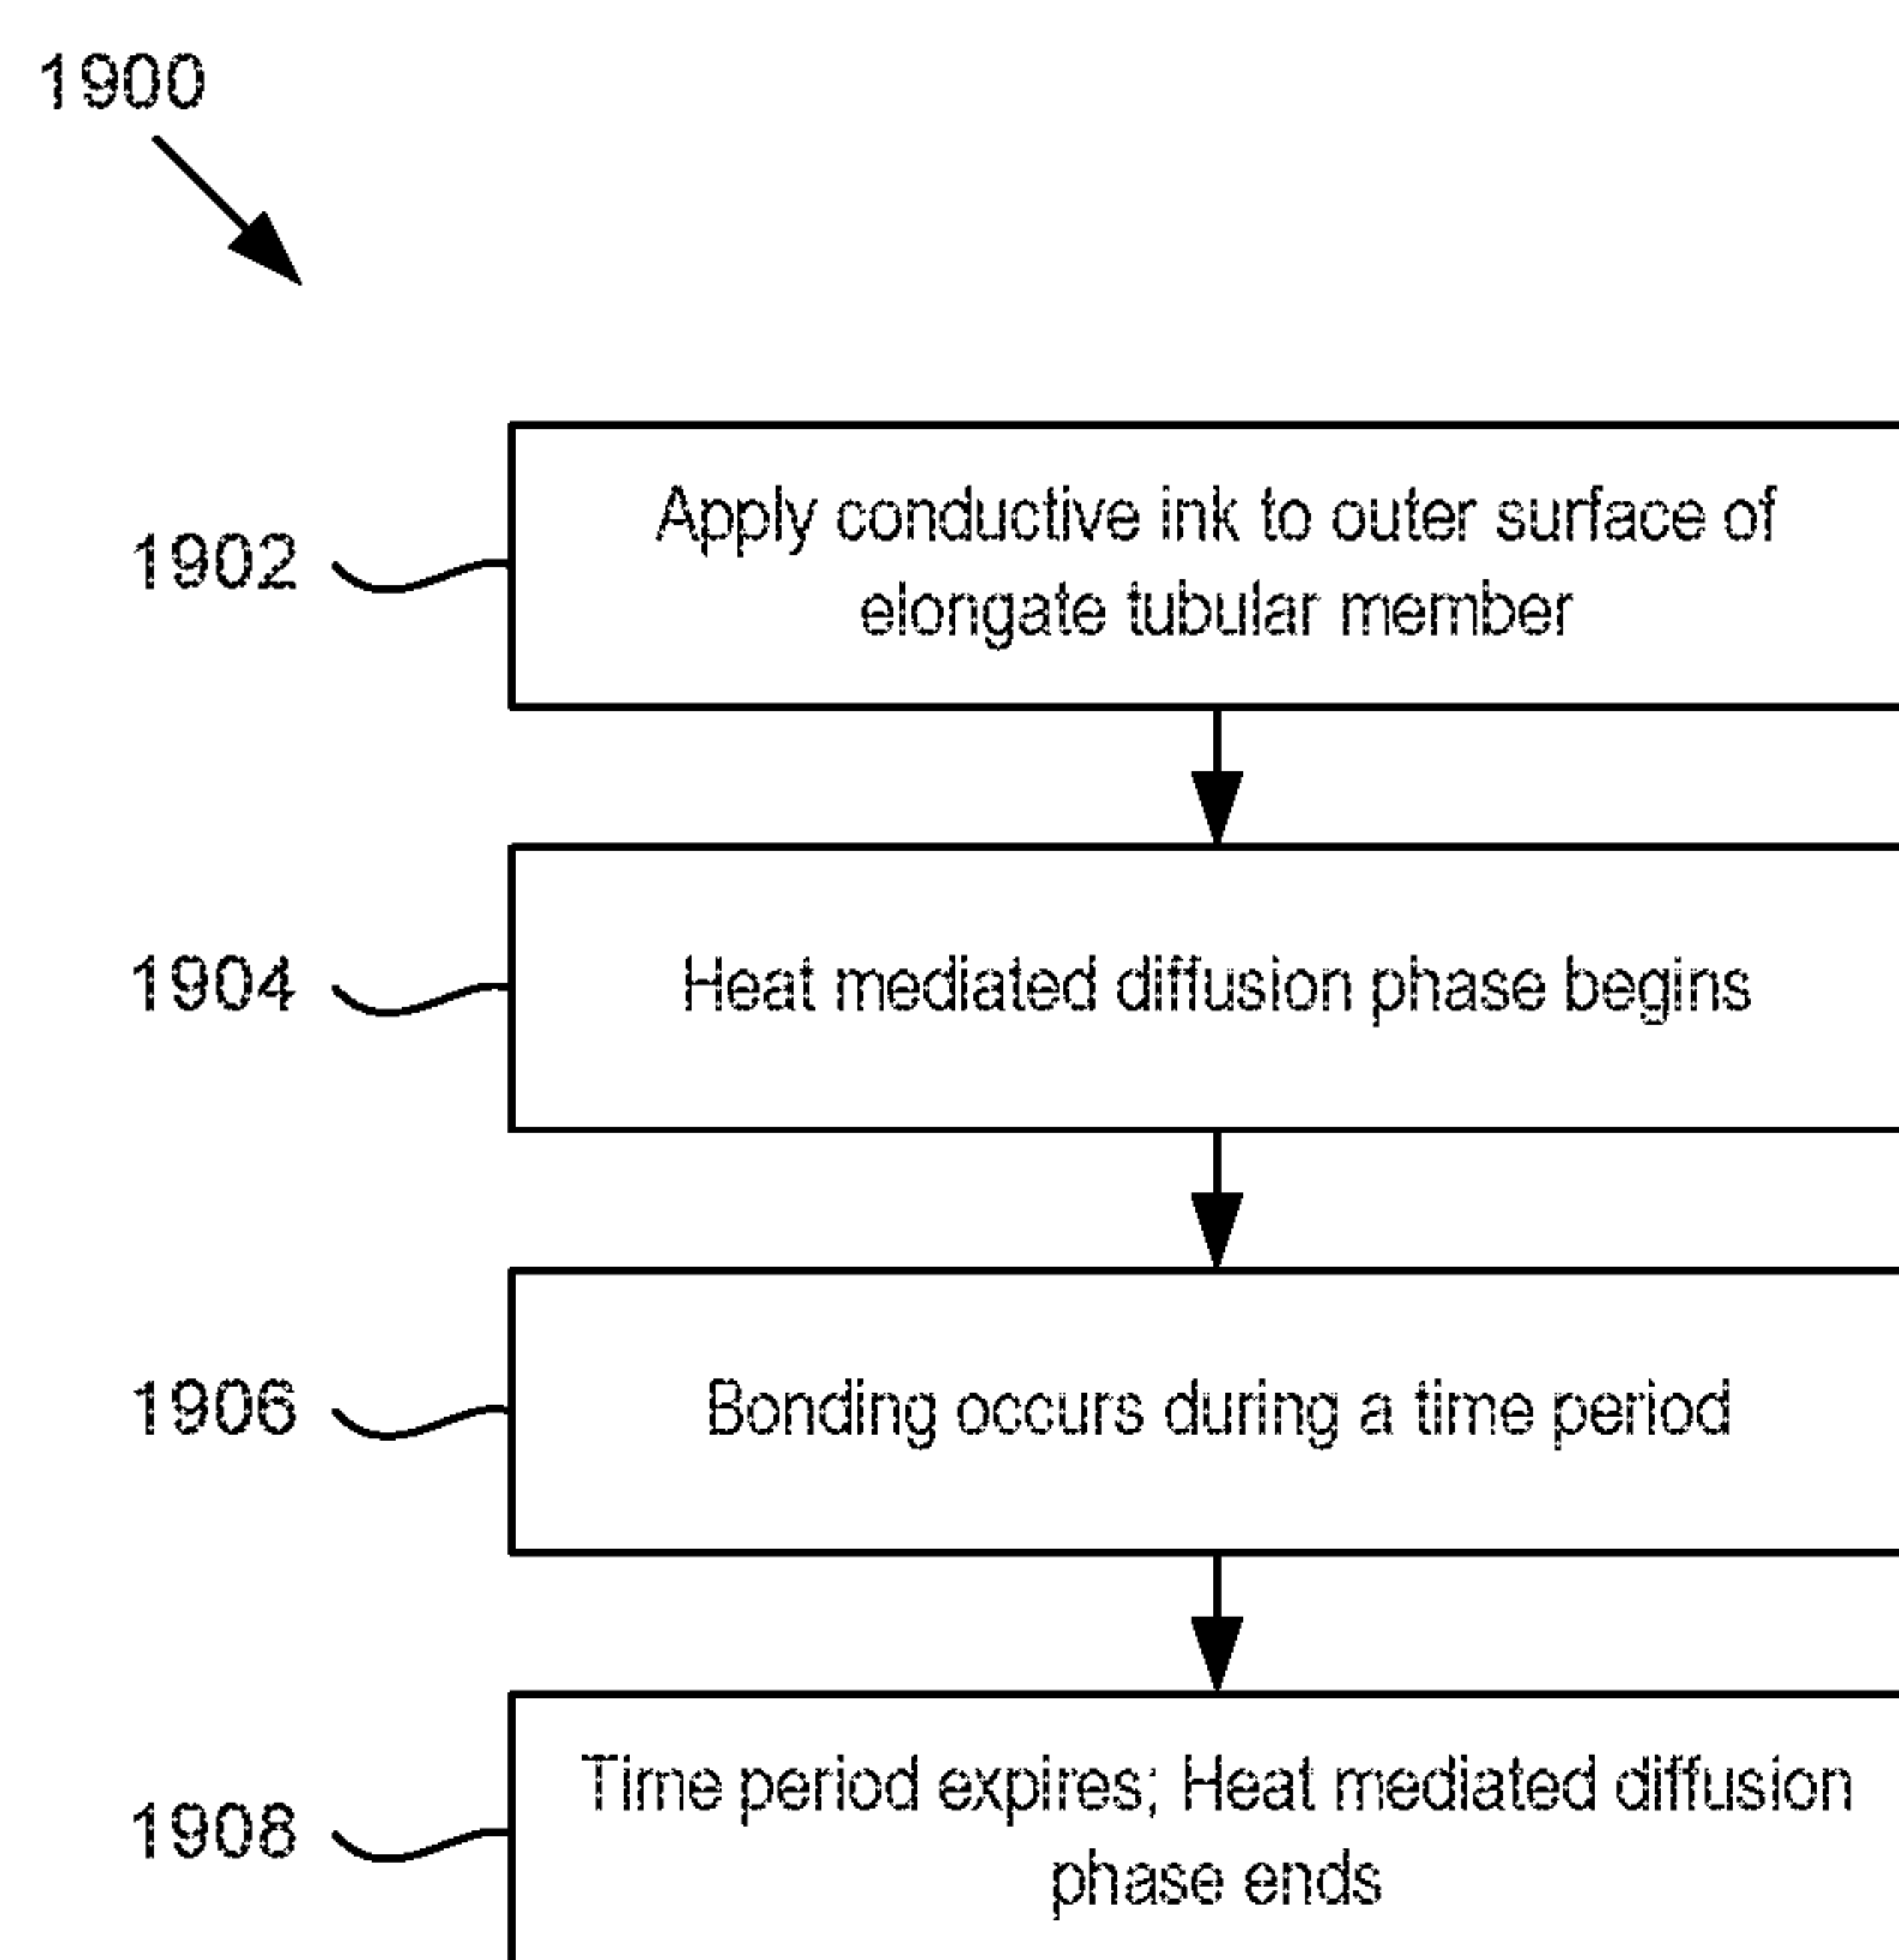 1900
1902
Apply conductive ink to outer surface of
elongate tubular member
1904
Heat mediated diffusion phase begins
1906
Bonding occurs during a time period
1908
Time period expires; Heat mediated diffusion
phase ends